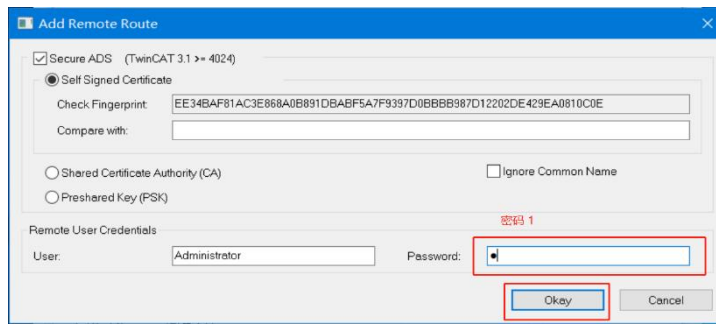 Add Remote Route
Secure ADS (TwinCAT 3.1 >= 4024)
Self Signed Certificate
Check Fingerprint: EE34BAF81AC3E868A0B891DBABF5A7F9397D0BBBB987D12202DE429EA0810C0E
Compare with:
Shared Certificate Authority (CA) Ignore Common Name
Preshared Key (PSK)
密码 1
Remote User Credentials
User: Administrator Password: ●
Okay Cancel